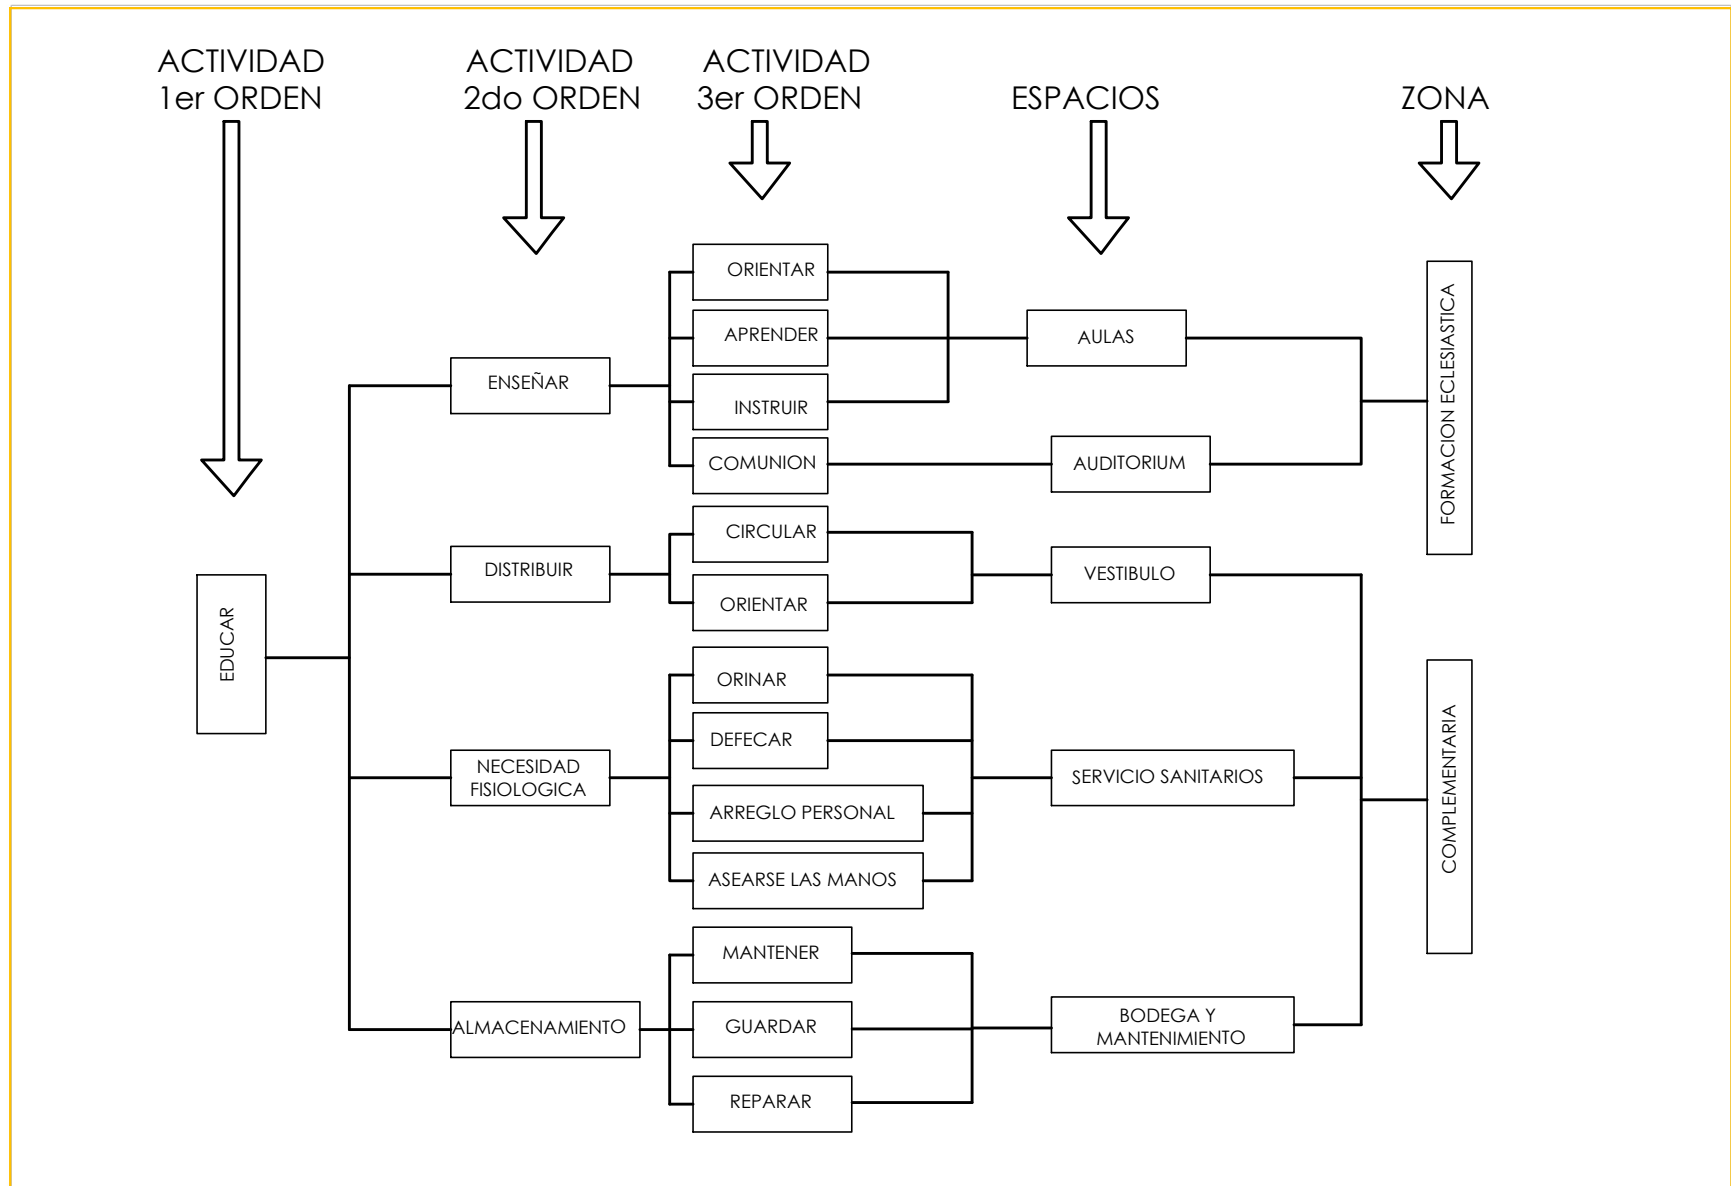 ACTIVIDAD
1er ORDEN
ACTIVIDAD
2do ORDEN
ACTIVIDAD
3er ORDEN
ESPACIOS
ZONA
EDUCAR
ENSEÑAR
DISTRIBUIR
NECESIDAD
FISIOLOGICA
ALMACENAMIENTO
ORIENTAR
APRENDER
INSTRUIR
COMUNION
CIRCULAR
ORIENTAR
ORINAR
DEFECAR
ARREGLO PERSONAL
ASEARSE LAS MANOS
MANTENER
GUARDAR
REPARAR
AULAS
AUDITORIUM
VESTIBULO
SERVICIO SANITARIOS
BODEGA Y
MANTENIMIENTO
FORMACION ECLESIASTICA
COMPLEMENTARIA